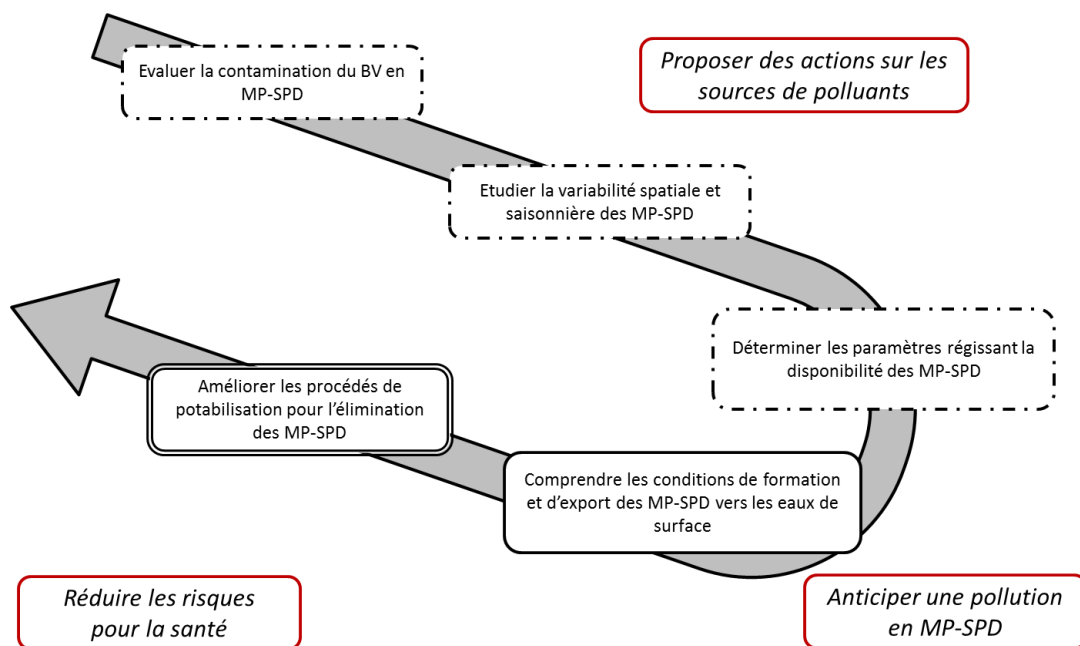 Evaluer la contamination du BV en
MP-SPD
Proposer des actions sur les
sources de polluants
Etudier la variabilité spatiale et
saisonnière des MP-SPD
Déterminer les paramètres régissant la
disponibilité des MP-SPD
Améliorer les procédés de
potabilisation pour l'élimination
des MP-SPD
Comprendre les conditions de formation
et d'export des MP-SPD vers les eaux de
surface
Réduire les risques
pour la santé
Anticiper une pollution
en MP-SPD